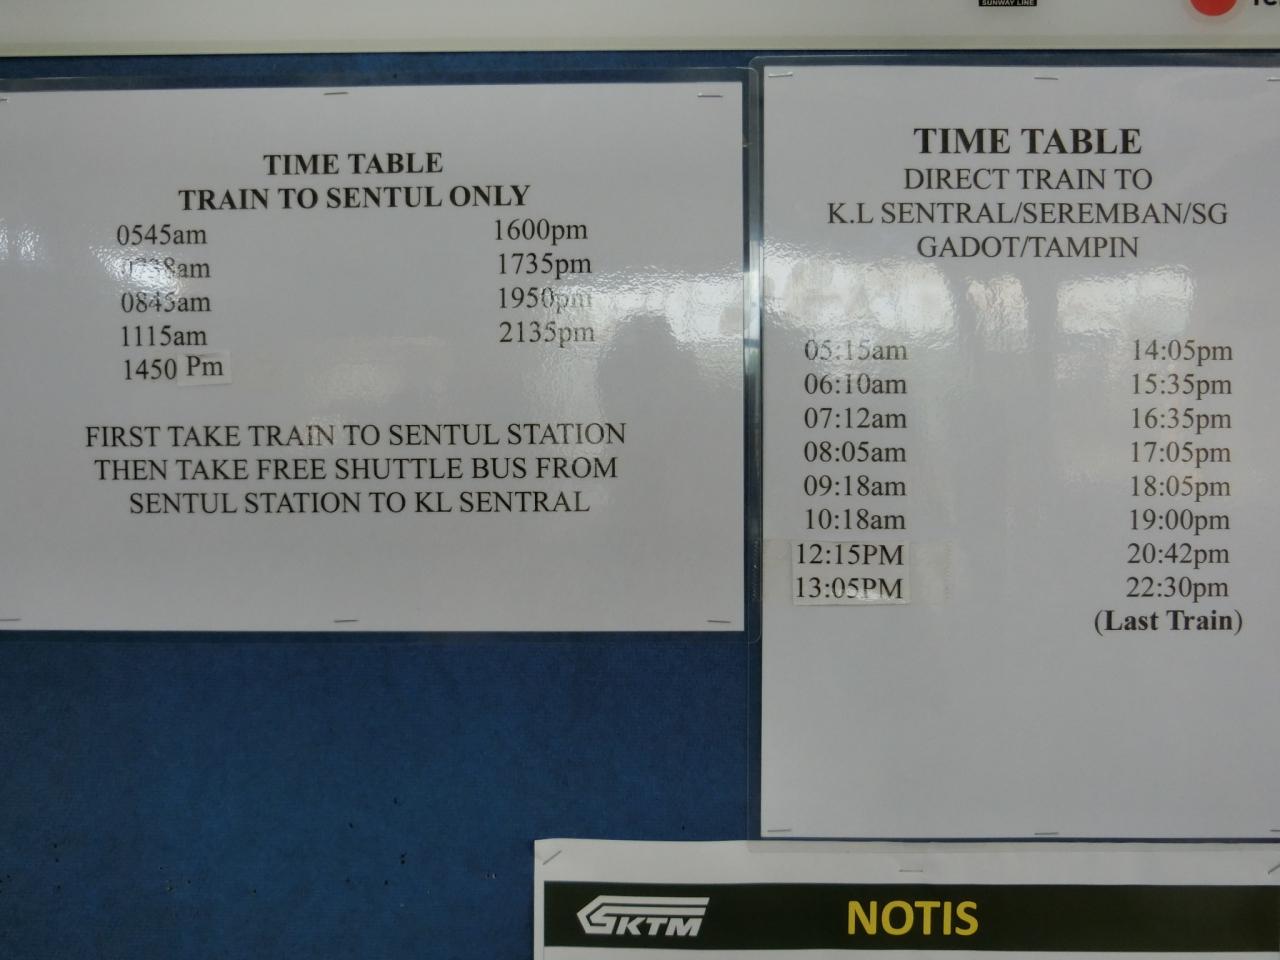 SUNWAY LINE
TIME TABLE
TRAIN TO SENTUL ONLY
0545am
0738am
0845am
1115am
1450 Pm
1600pm
1735pm
1950pm
2135pm
FIRST TAKE TRAIN TO SENTUL STATION
THEN TAKE FREE SHUTTLE BUS FROM
SENTUL STATION TO KL SENTRAL
TIME TABLE
DIRECT TRAIN TO
K.L SENTRAL/SEREMBAN/SG
GADOT/TAMPIN
05:15am
06:10am
07:12am
08:05am
09:18am
10:18am
12:15PM
13:05PM
14:05pm
15:35pm
16:35pm
17:05pm
18:05pm
19:00pm
20:42pm
22:30pm
(Last Train)
KTM
NOTIS